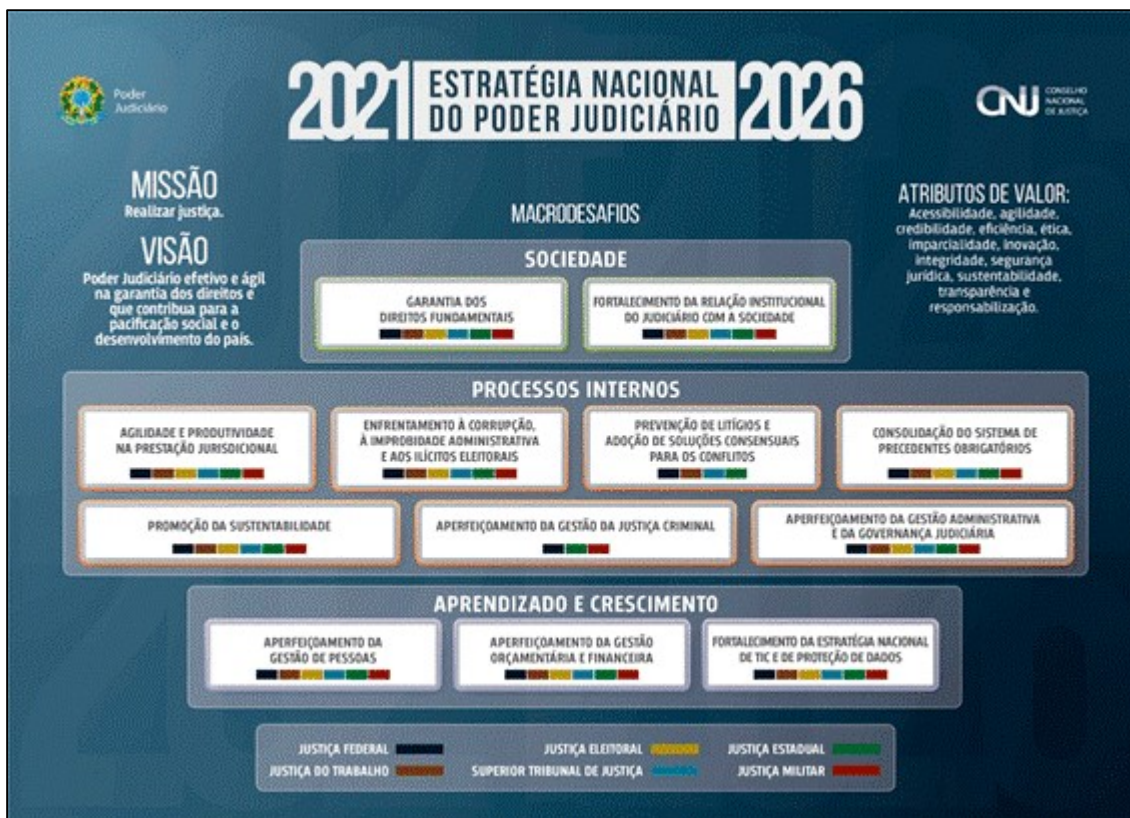 Poder
Judiciário
2021 ESTRATÉGIA NACIONAL
DO PODER JUDICIÁRIO 2026
CNJ CONSELHO
NACIONAL
DE JUSTIÇA
MISSÃO
Realizar justiça.
VISÃO
Poder Judiciário efetivo e ágil
na garantia dos direitos e
que contribua para a
pacificação social e o
desenvolvimento do país.
MACRODESAFIOS
ATRIBUTOS DE VALOR:
Acessibilidade, agilidade,
credibilidade, eficiência, ética,
imparcialidade, inovação,
integridade, segurança
jurídica, sustentabilidade,
transparência e
responsabilização.
SOCIEDADE
GARANTIA DOS
DIREITOS FUNDAMENTAIS
FORTALECIMENTO DA RELAÇÃO INSTITUCIONAL
DO JUDICIÁRIO COM A SOCIEDADE
PROCESSOS INTERNOS
AGILIDADE E PRODUTIVIDADE
NA PRESTAÇÃO JURISDICIONAL
ENFRENTAMENTO À CORRUPÇÃO,
À IMPROBIDADE ADMINISTRATIVA
E AOS ILÍCITOS ELEITORAIS
PREVENÇÃO DE LITÍGIOS E
ADOÇÃO DE SOLUÇÕES CONSENSUAIS
PARA OS CONFLITOS
CONSOLIDAÇÃO DO SISTEMA DE
PRECEDENTES OBRIGATÓRIOS
PROMOÇÃO DA SUSTENTABILIDADE
APERFEIÇOAMENTO DA GESTÃO DA JUSTIÇA CRIMINAL
APERFEIÇOAMENTO DA GESTÃO ADMINISTRATIVA
E DA GOVERNANÇA JUDICIÁRIA
APRENDIZADO E CRESCIMENTO
APERFEIÇOAMENTO DA
GESTÃO DE PESSOAS
APERFEIÇOAMENTO DA GESTÃO
ORÇAMENTÁRIA E FINANCEIRA
FORTALECIMENTO DA ESTRATÉGIA NACIONAL
DE TIC E DE PROTEÇÃO DE DADOS
JUSTIÇA FEDERAL
JUSTIÇA ELEITORAL
JUSTIÇA ESTADUAL
JUSTIÇA DO TRABALHO
SUPERIOR TRIBUNAL DE JUSTIÇA
JUSTIÇA MILITAR